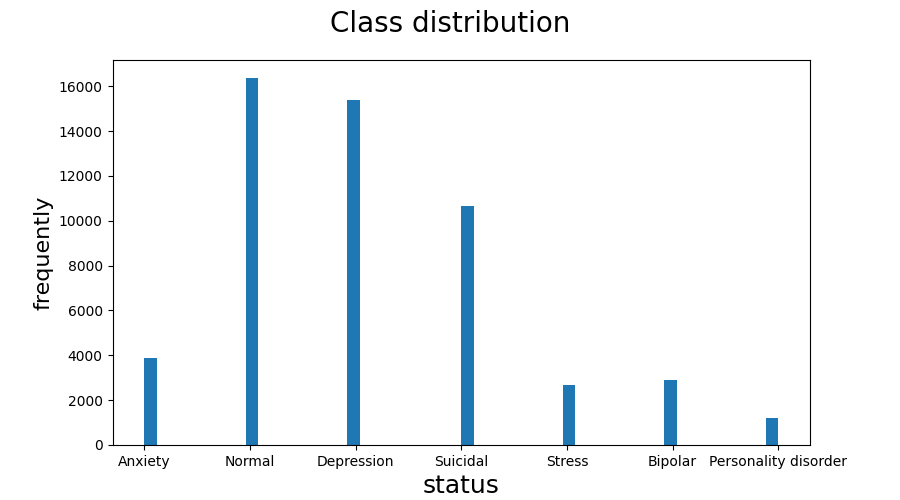 Class distribution
frequently
16000
14000
12000
10000
8000
6000
4000
2000
0
Anxiety Normal Depression Suicidal Stress Bipolar Personality disorder
status